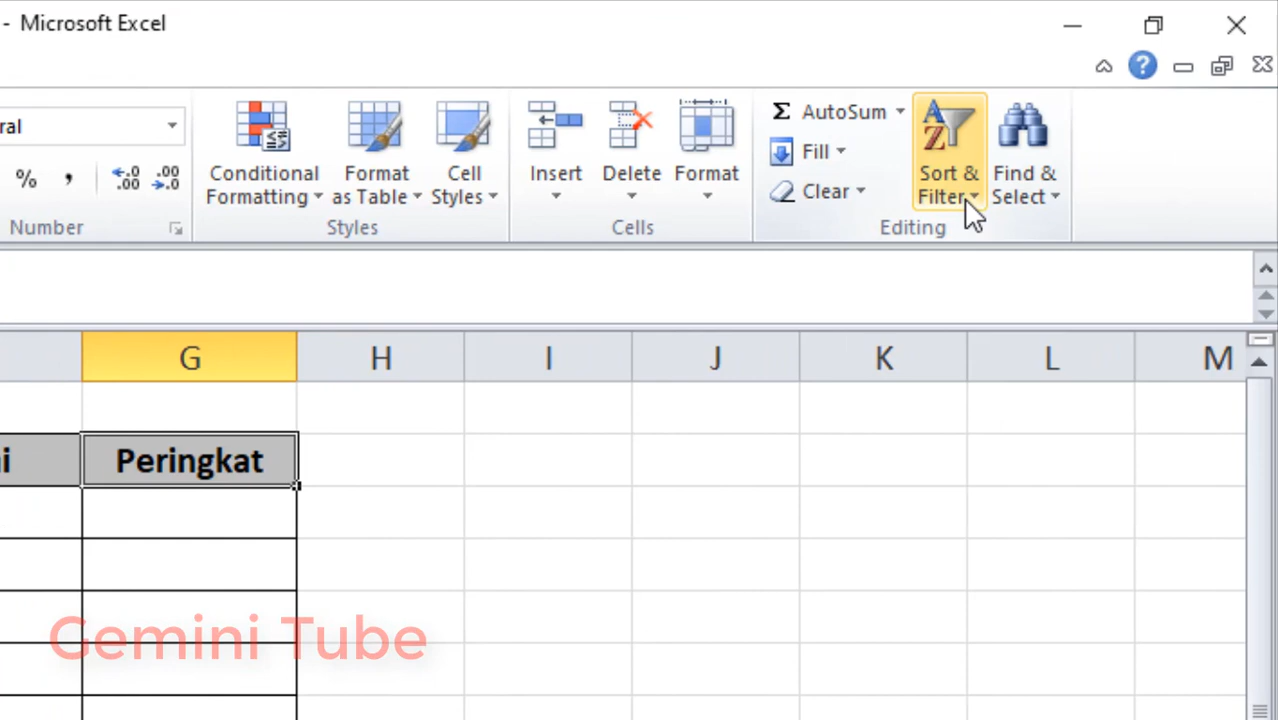 - Microsoft Excel
ral
AutoSum
Fill
Clear
% ,
.0 .00
.00 .0
Conditional Formatting
Format as Table
Cell Styles
Insert
Delete
Format
Sort & Filter
Find & Select
Number
Styles
Cells
Editing
G H I J K L M
i Peringkat
Gemini Tube